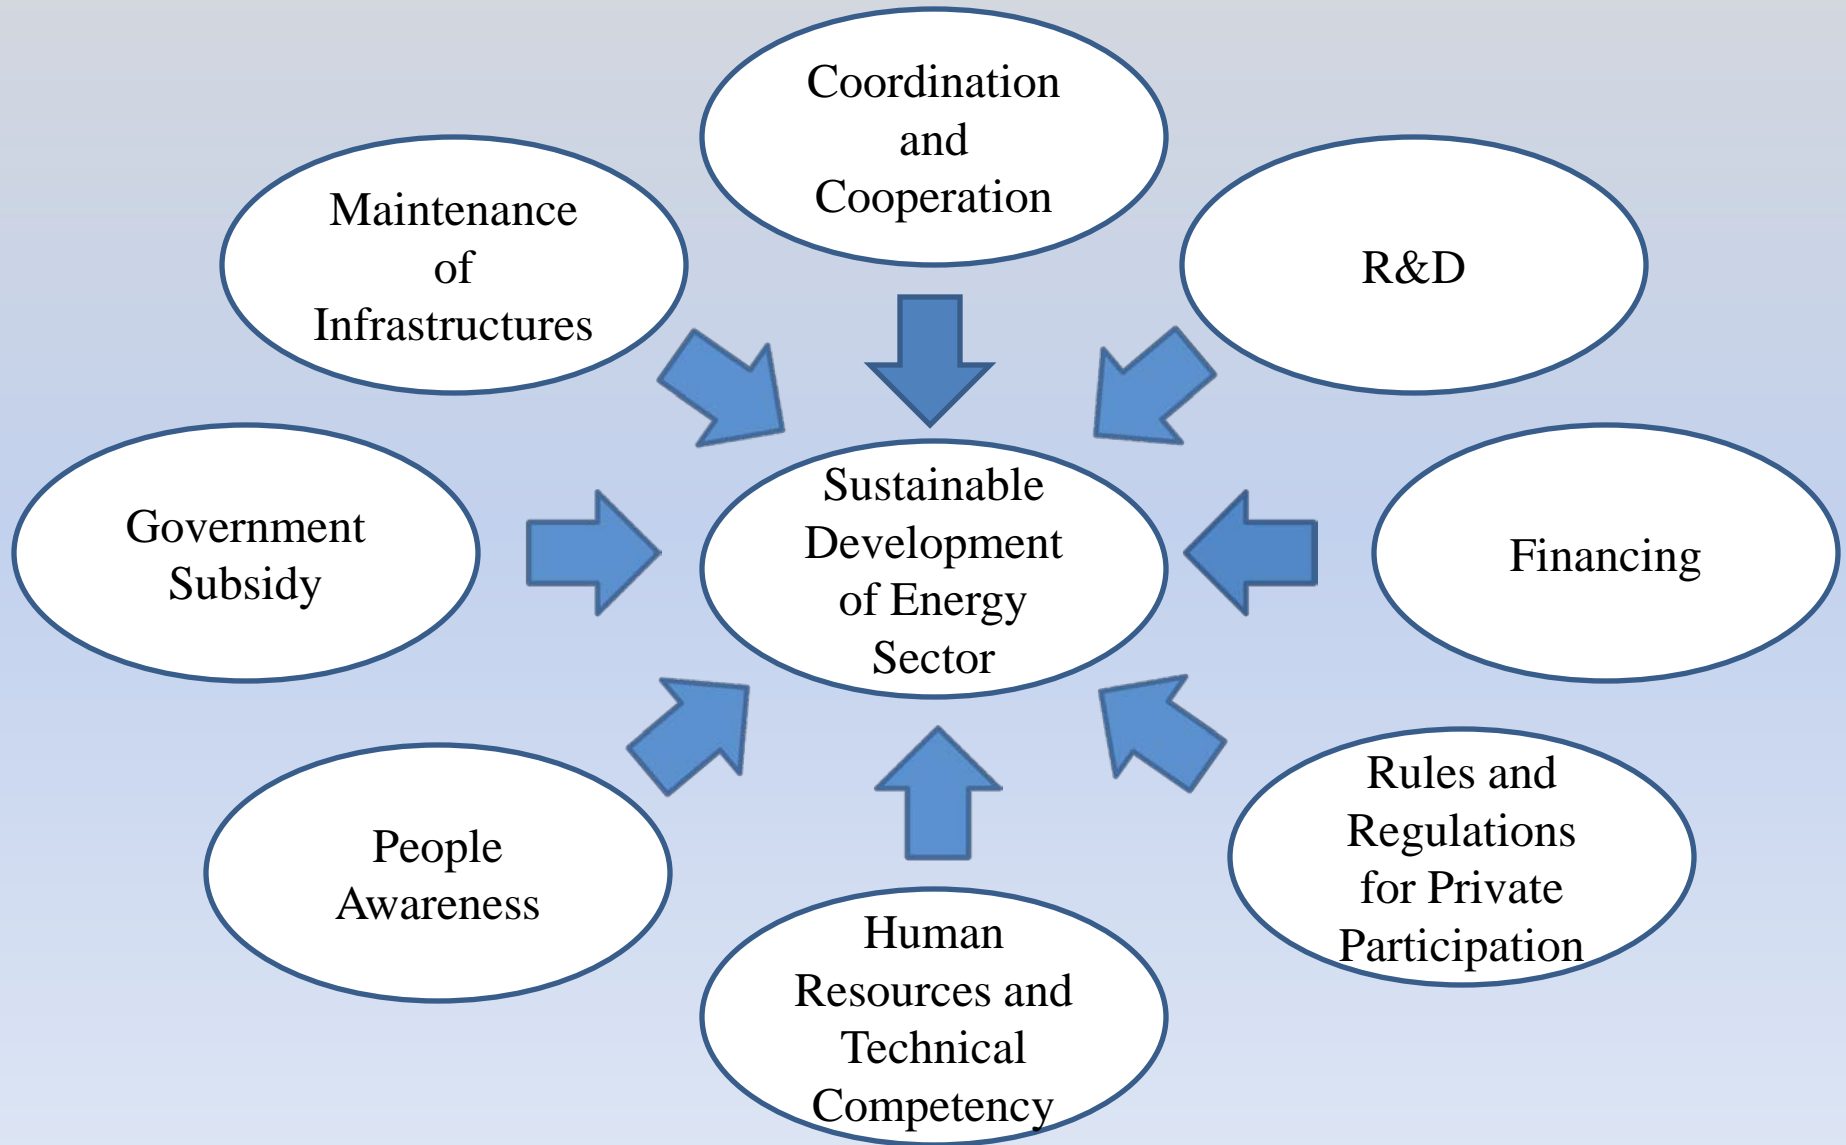 Coordination
and
Cooperation
Maintenance
of
Infrastructures
R&D
Government
Subsidy
Sustainable
Development
of Energy
Sector
Financing
People
Awareness
Rules and
Regulations
for Private
Participation
Human
Resources and
Technical
Competency